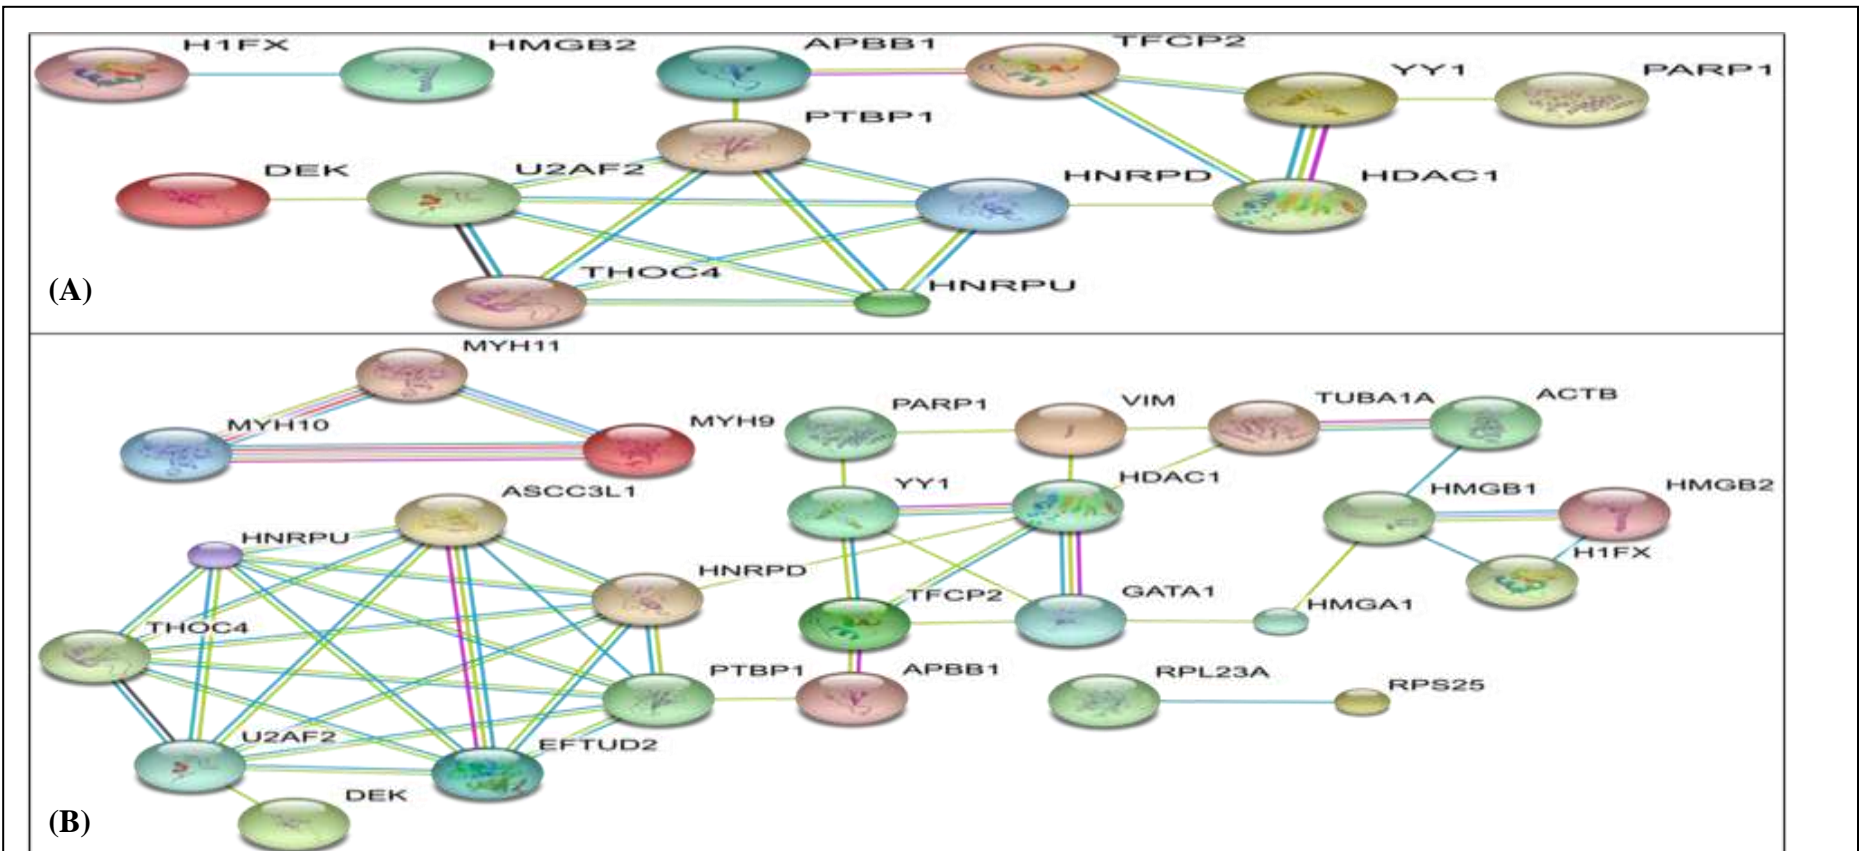 H1FX
HMGB2
APBB1
TFCP2
YY1
PARP1
PTBP1
DEK
U2AF2
HNRPD
HDAC1
THOC4
HNRPU
(A)
MYH11
MYH10
MYH9
PARP1
VIM
TUBA1A
ACTB
ASCC3L1
YY1
HDAC1
HMGB1
HMGB2
HNRPU
HNRPD
H1FX
TFCP2
GATA1
HMGA1
THOC4
PTBP1
APBB1
RPL23A
RPS25
U2AF2
EFTUD2
DEK
(B)